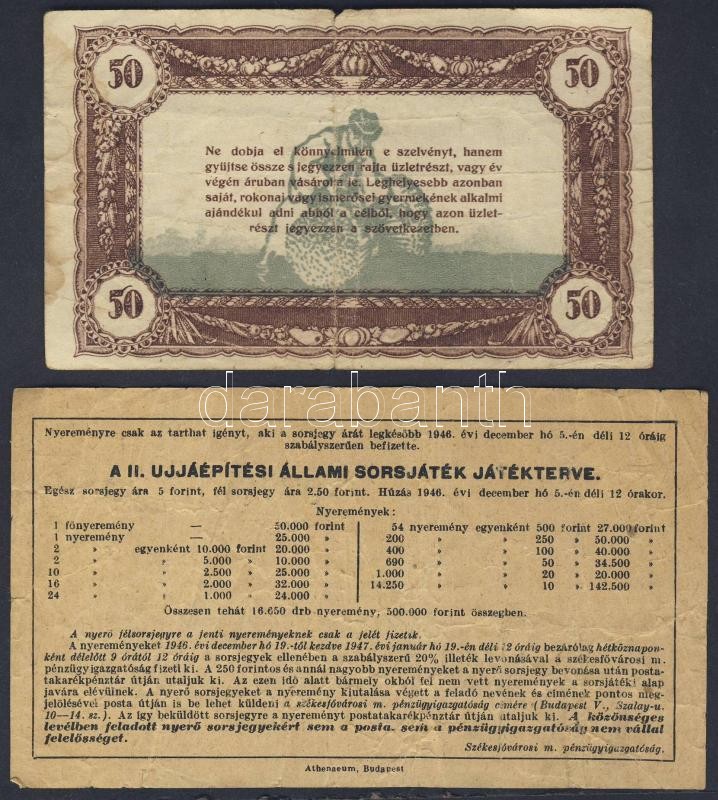 50
50
Ne dobja el könnyelműen e szelvényt, hanem
gyüjtse össze s jegyezzen rajta üzletrészt, vagy év
végén áruban vásárolja le. Leghelyesebb azonban
saját, rokonai vagy ismerősei gyermekének alkalmi
ajándékul adni abból a célból, hogy azon üzlet-
részt jegyezzen a szövetkezetben.
50
50
darabanth
Nyereményre csak az tarthat igényt, aki a sorsjegy árát legkésőbb 1946. évi december hó 5.-én déli 12 óráig
szabályszerűen befizette.
A II. UJJÁÉPÍTÉSI ÁLLAMI SORSJÁTÉK JÁTÉKTERVE.
Egész sorsjegy ára 5 forint, fél sorsjegy ára 2.50 forint. Húzás 1946. évi december hó 5.-én déli 12 órakor.
Nyeremények:
1 főnyeremény — 50.000 forint
1 nyeremény — 25.000 »
2 » egyenként 10.000 forint 20.000 »
2 » » 5.000 » 10.000 »
10 » » 2.500 » 25.000 »
16 » » 2.000 » 32.000 »
24 » » 1.000 » 24.000 »
54 nyeremény egyenként 500 forint 27.000 forint
200 » » 250 » 50.000 »
400 » » 100 » 40.000 »
690 » » 50 » 34.500 »
1.000 » » 20 » 20.000 »
14.250 » » 10 » 142.500 »
Összesen tehát 16.650 drb nyeremény, 500.000 forint összegben.
A nyerő félsorsjegyre a fenti nyereményeknek csak a felét fizetik.
A nyereményeket 1946. évi december hó 19.-től kezdve 1947. évi január hó 19.-én déli 12 óráig bezárólag hétköznapon-
ként délelőtt 9 órától 12 óráig a sorsjegyek ellenében a szabályszerű 20% illeték levonásával a székesfővárosi m.
pénzügyigazgatóság fizeti ki. A 250 forintos és annál nagyobb nyereményeket a nyerő sorsjegy bevonása után posta-
takarékpénztár útján utaljuk ki. Az ezen idő alatt bármely okból fel nem vett nyeremények a sorsjátéki alap
javára elévülnek. A nyerő sorsjegyeket a nyeremény kiutalása végett a feladó nevének és címének pontos meg-
jelölésével posta útján is be lehet küldeni a székesfővárosi m. pénzügyigazgatóság címére (Budapest V., Szalay-u.
10—14. sz.). Az így beküldött sorsjegyre a nyereményt postatakarékpénztár útján utaljuk ki. A közönséges
levélben feladott nyerő sorsjegyekért sem a posta, sem a pénzügyigazgatóság nem vállal
felelősséget.
Székesfővárosi m. pénzügyigazgatóság.
Athenaeum, Budapest